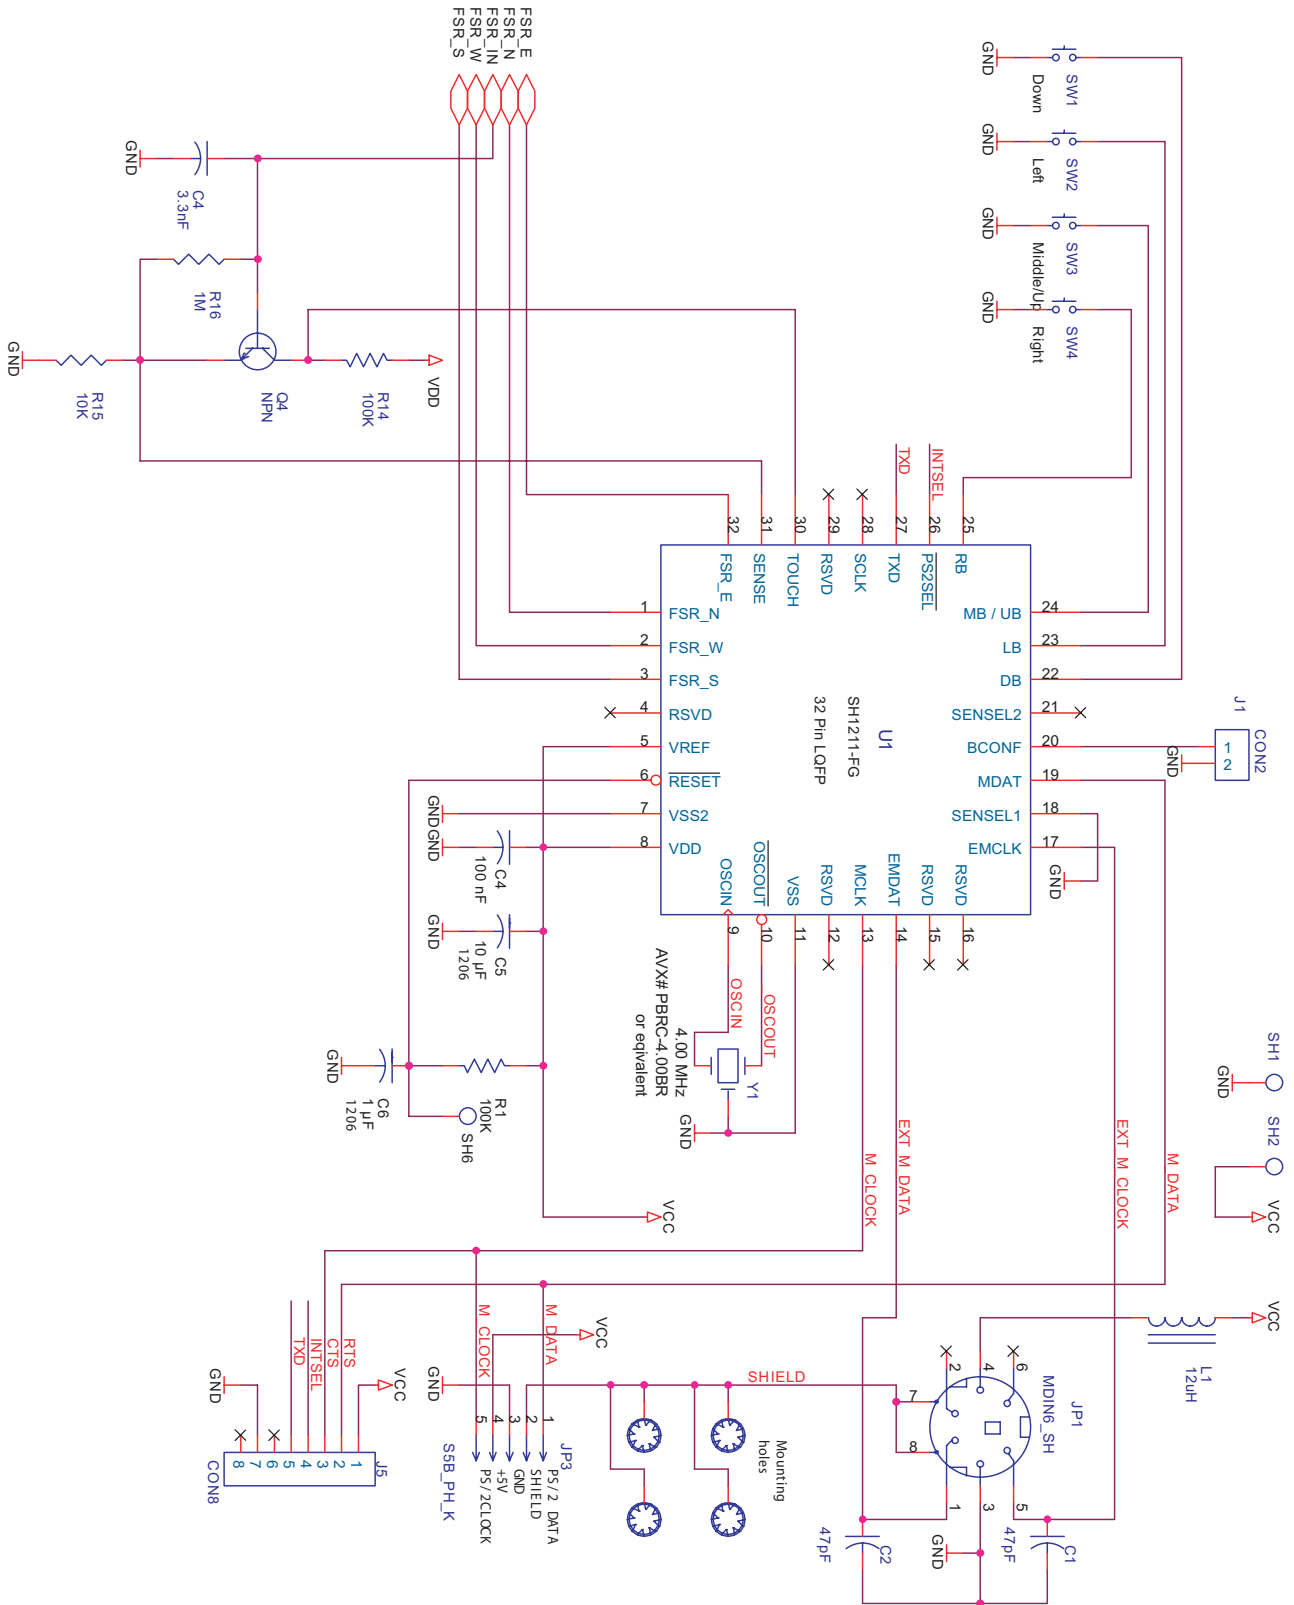 FSR_E
FSR_N
FSR_IN
FSR_W
FSR_S
GND
SW1
Down
GND
SW2
Left
GND
SW3
Middle/Up
GND
SW4
Right
GND
C4
3.3nF
R16
1M
GND
R15
10K
Q4
NPN
R14
100K
VDD
TXD
INTSEL
32
31
30
29
28
27
26
25
FSR_E
SENSE
TOUCH
RSVD
SCLK
TXD
PS2SEL
RB
1
FSR_N
2
FSR_W
3
FSR_S
4
RSVD
5
VREF
6
RESET
7
VSS2
8
VDD
24
MB / UB
23
LB
22
DB
21
SENSEL2
20
BCONF
19
MDAT
18
SENSEL1
17
EMCLK
U1
SH1211-FG
32 Pin LQFP
OSCIN
OSCOUT
VSS
RSVD
MCLK
EMDAT
RSVD
RSVD
9
10
11
12
13
14
15
16
J1
CON2
1
2
GND
GND
GND
GND
C4
100 nF
GND
C5
10 µF
1206
OSCIN
OSCOUT
Y1
4.00 MHz
AVX# PBRC-4.00BR
or eqivalent
GND
GND
C6
1 µF
1206
R1
100K
SH6
VCC
SH1
GND
SH2
VCC
M_CLOCK
EXT_M_DATA
EXT_M_CLOCK
M_DATA
VCC
L1
12uH
M_CLOCK
M_DATA
VCC
GND
5
4
3
2
1
JP3
PS/2 DATA
SHIELD
GND
+5V
PS/2CLOCK
S5B_PH_K
RTS
CTS
INTSEL
TXD
VCC
GND
8
7
6
5
4
3
2
1
J5
CON8
SHIELD
Mounting
holes
JP1
MDIN6_SH
2
4
6
7
8
1
3
5
GND
C2
47pF
C1
47pF